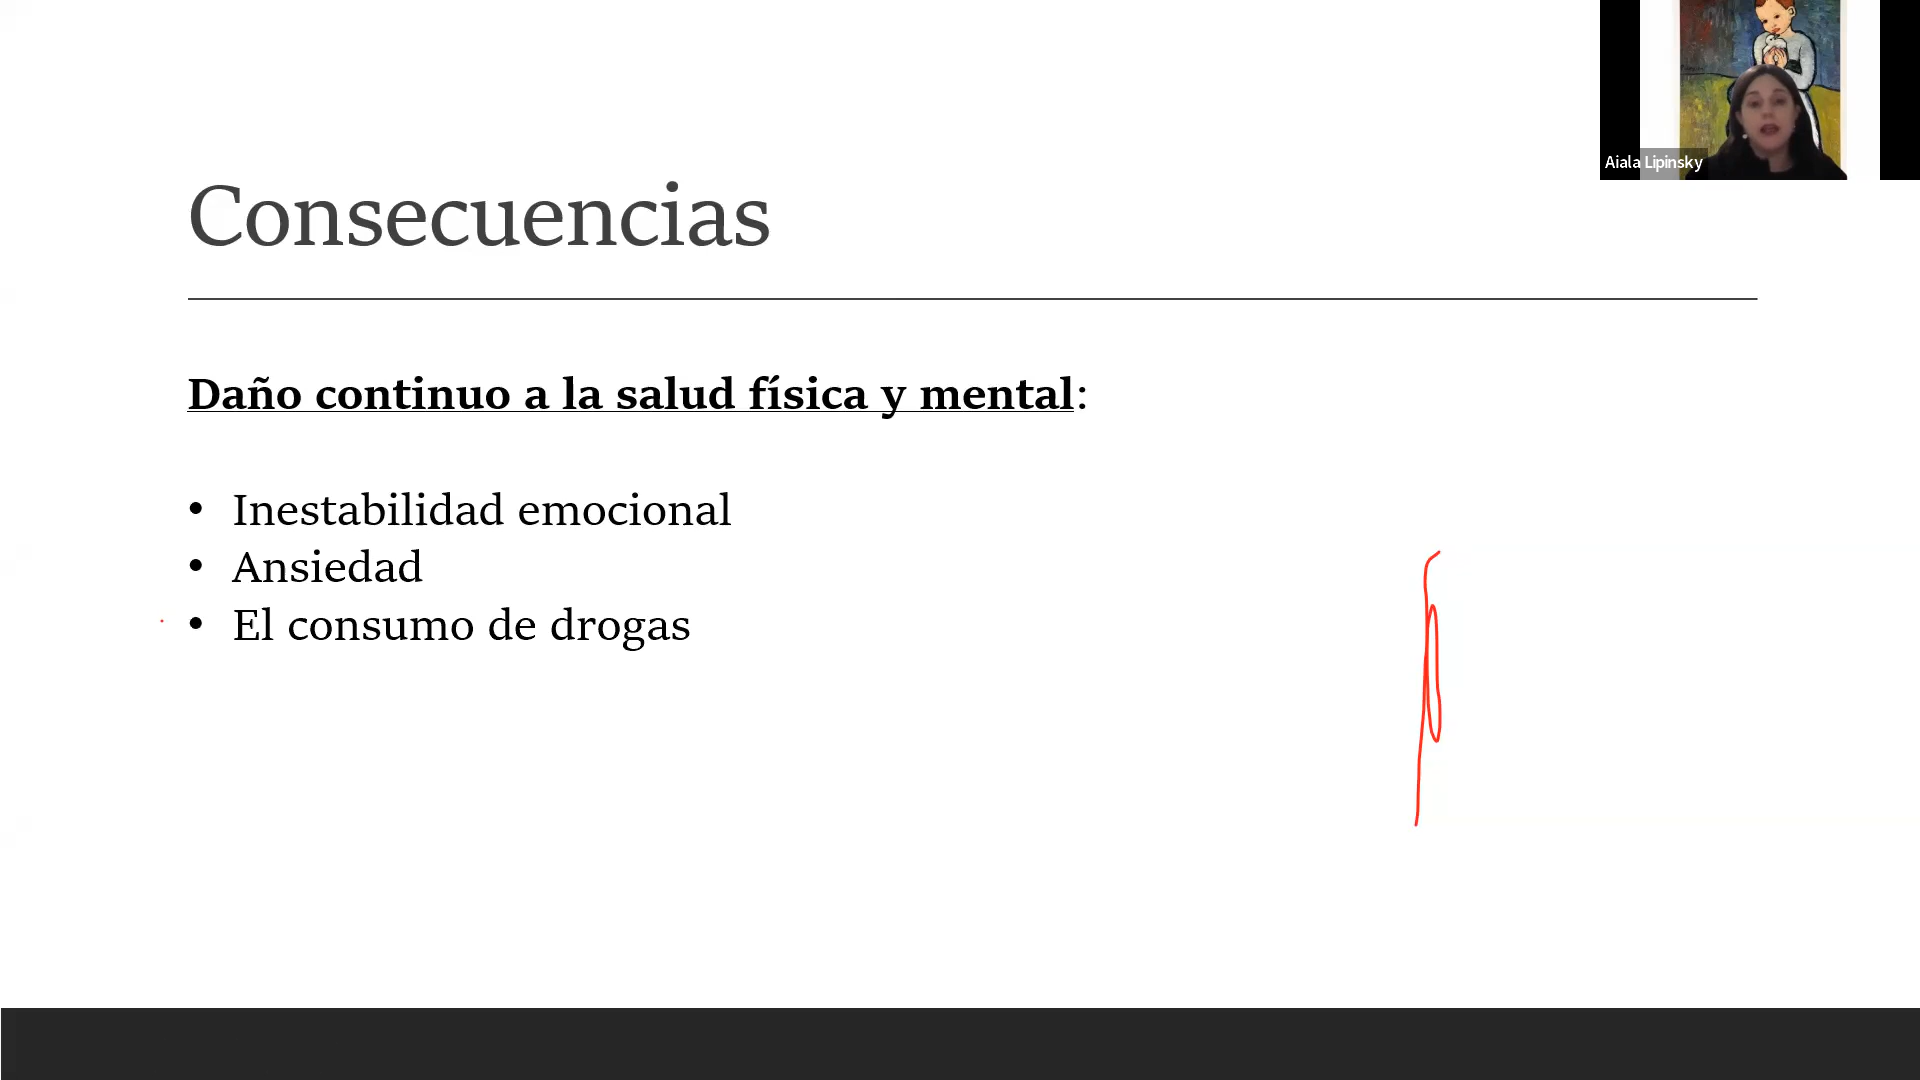 Aiala Lipinsky
Consecuencias
Daño continuo a la salud física y mental:
• Inestabilidad emocional
• Ansiedad
• El consumo de drogas